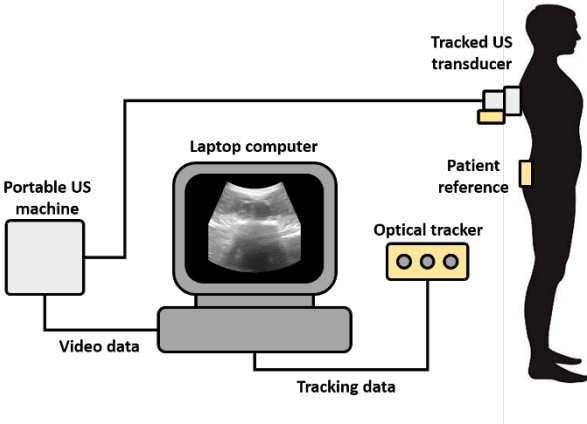 Tracked US
transducer
Laptop computer
Patient
reference
Portable US
machine
Optical tracker
Video data
Tracking data